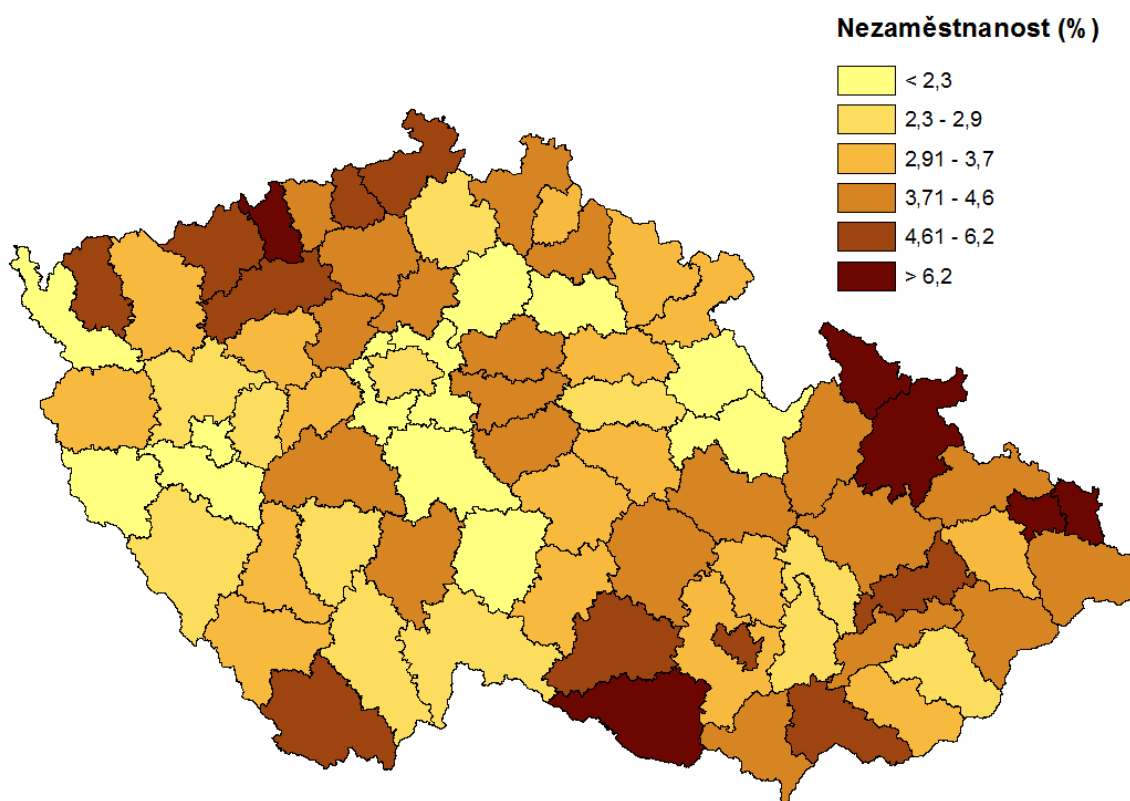 Nezaměstnanost (%)
< 2,3
2,3 - 2,9
2,91 - 3,7
3,71 - 4,6
4,61 - 6,2
> 6,2